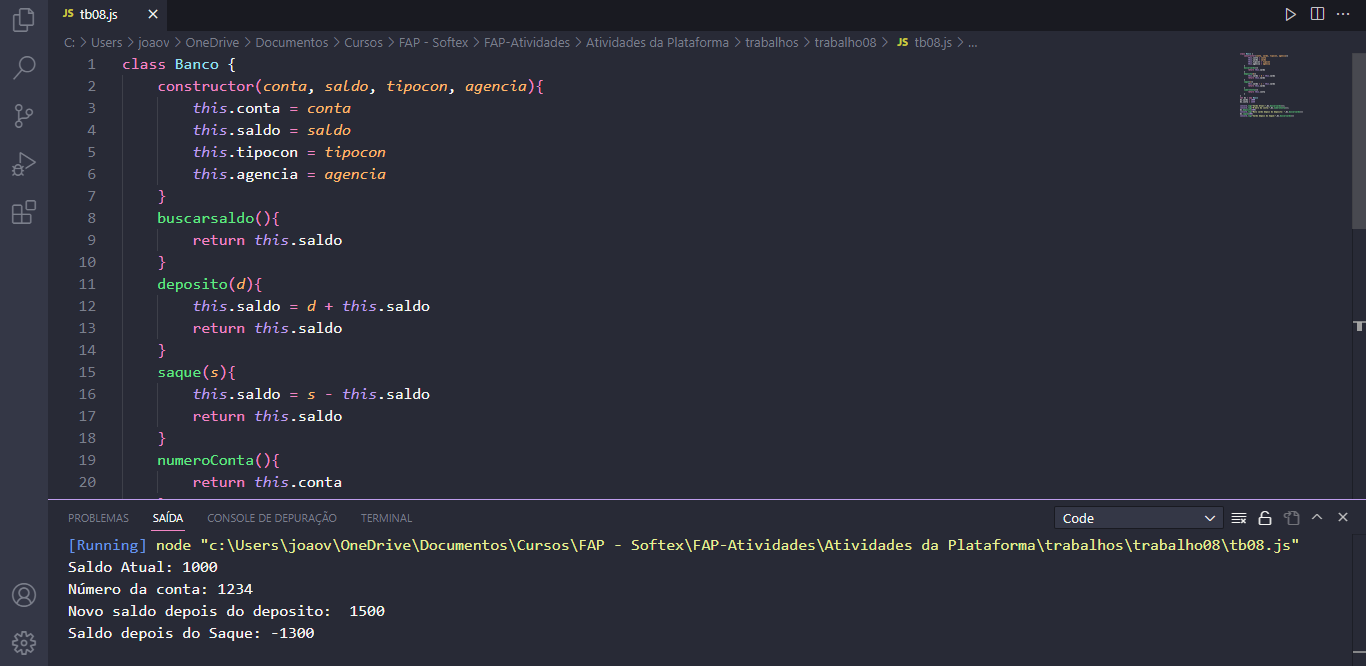 JS tb08.js
C: > Users > joaov > OneDrive > Documentos > Cursos > FAP - Softex > FAP-Atividades > Atividades da Plataforma > trabalhos > trabalho08 > JS tb08.js > ...
1 class Banco {
2 constructor(conta, saldo, tipocon, agencia){
3 this.conta = conta
4 this.saldo = saldo
5 this.tipocon = tipocon
6 this.agencia = agencia
7 }
8 buscarsaldo(){
9 return this.saldo
10 }
11 deposito(d){
12 this.saldo = d + this.saldo
13 return this.saldo
14 }
15 saque(s){
16 this.saldo = s - this.saldo
17 return this.saldo
18 }
19 numeroConta(){
20 return this.conta
PROBLEMAS SAÍDA CONSOLE DE DEPURAÇÃO TERMINAL Code
[Running] node "c:\Users\joaov\OneDrive\Documentos\Cursos\FAP - Softex\FAP-Atividades\Atividades da Plataforma\trabalhos\trabalho08\tb08.js"
Saldo Atual: 1000
Número da conta: 1234
Novo saldo depois do deposito:  1500
Saldo depois do Saque: -1300